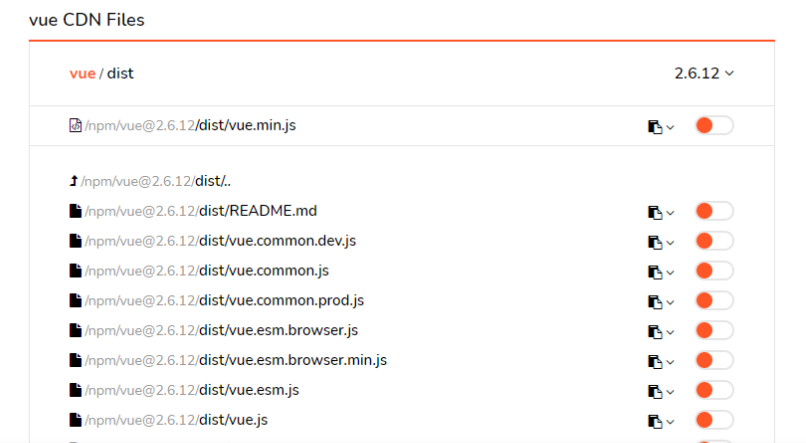 vue CDN Files
vue / dist 2.6.12
/npm/vue@2.6.12/dist/vue.min.js
/npm/vue@2.6.12/dist/..
/npm/vue@2.6.12/dist/README.md
/npm/vue@2.6.12/dist/vue.common.dev.js
/npm/vue@2.6.12/dist/vue.common.js
/npm/vue@2.6.12/dist/vue.common.prod.js
/npm/vue@2.6.12/dist/vue.esm.browser.js
/npm/vue@2.6.12/dist/vue.esm.browser.min.js
/npm/vue@2.6.12/dist/vue.esm.js
/npm/vue@2.6.12/dist/vue.js